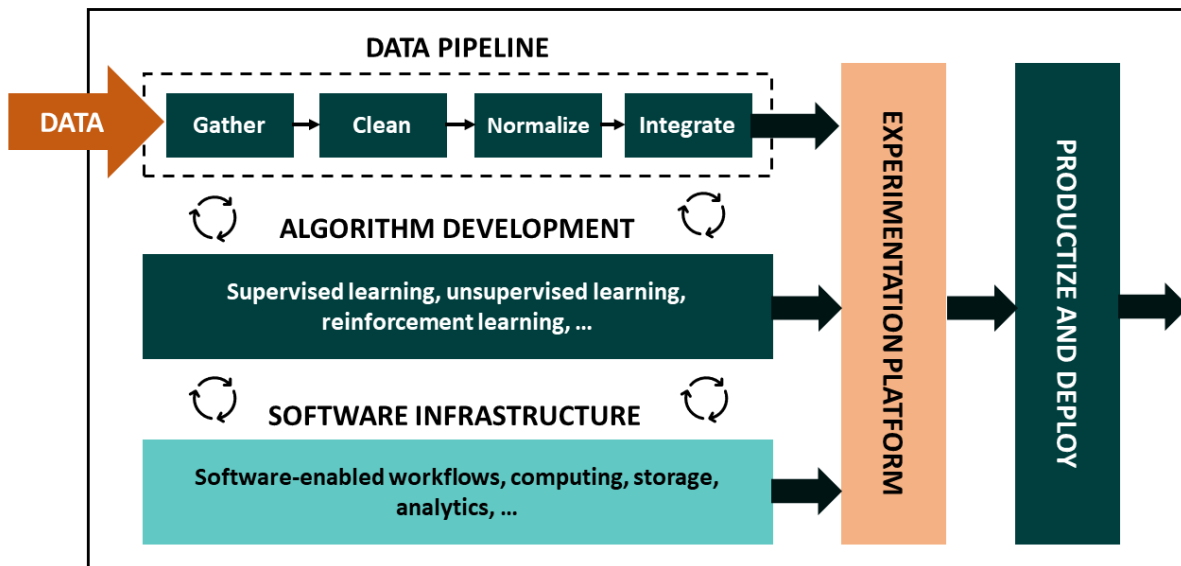 DATA PIPELINE
DATA
Gather
Clean
Normalize
Integrate
ALGORITHM DEVELOPMENT
Supervised learning, unsupervised learning,
reinforcement learning, ...
SOFTWARE INFRASTRUCTURE
Software-enabled workflows, computing, storage,
analytics, ...
EXPERIMENTATION PLATFORM
PRODUCTIZE AND DEPLOY